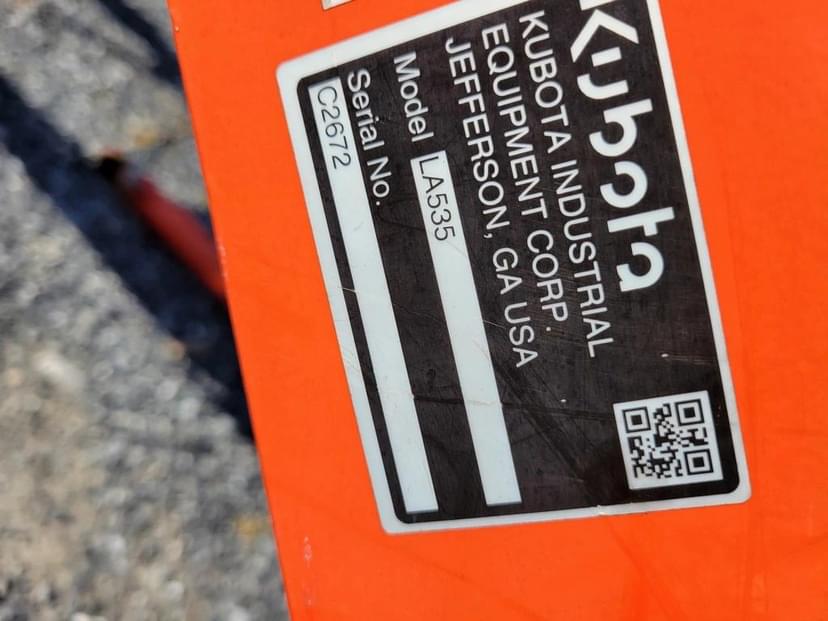 Kubota
KUBOTA INDUSTRIAL
EQUIPMENT CORP.
JEFFERSON, GA USA
Model LA535
Serial No.
C2672